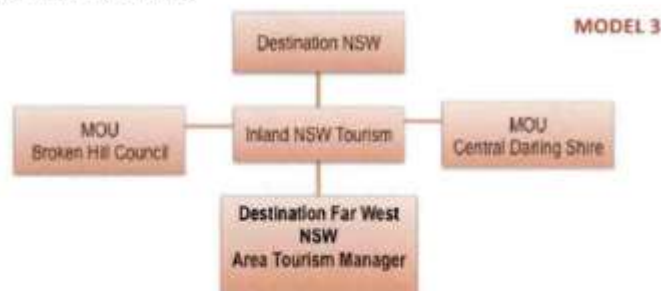 MODEL 3
Destination NSW
MOU
Broken Hill Council
Inland NSW Tourism
MOU
Central Darling Shire
Destination Far West
NSW
Area Tourism Manager